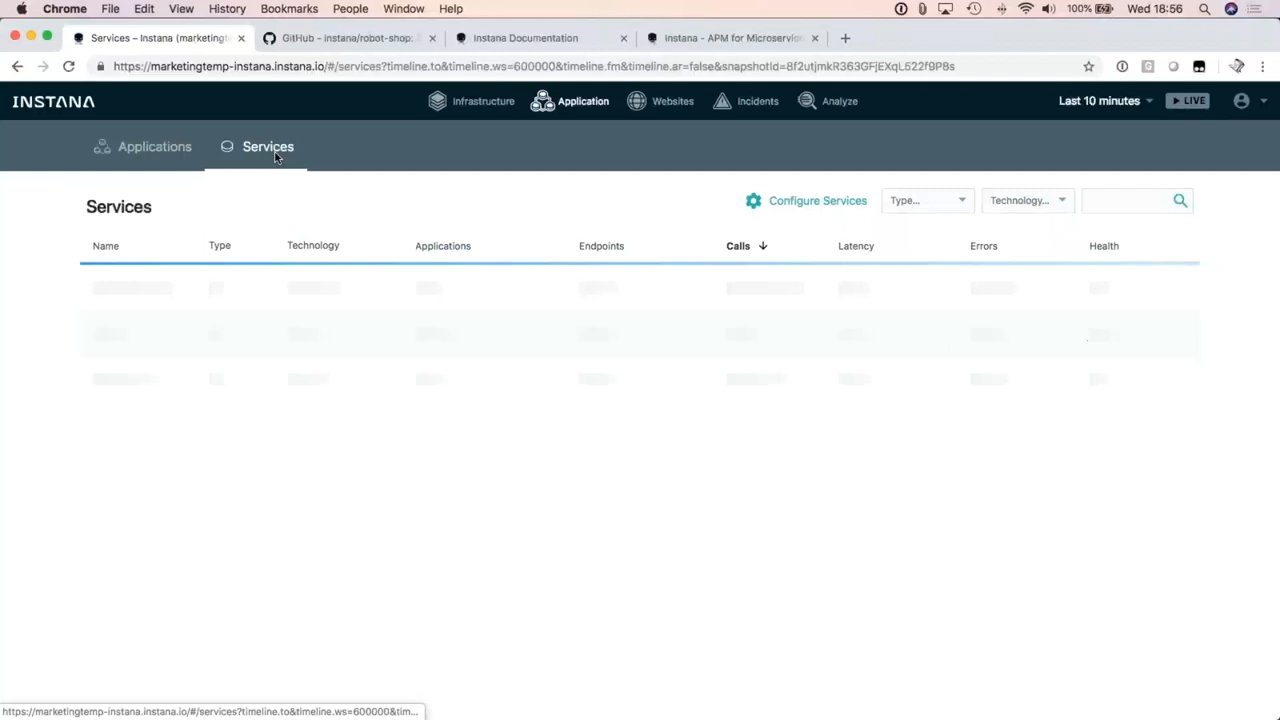 Chrome File Edit View History Bookmarks People Window Help 100% Wed 18:56
Services – Instana (marketingt
GitHub - instana/robot-shop:
Instana Documentation
Instana - APM for Microservic
https://marketingtemp-instana.instana.io/#/services?timeline.to&timeline.ws=600000&timeline.fm&timeline.ar=false&snapshotId=8f2utjmkR363GFjEXqL522f9P8s
INSTANA Infrastructure Application Websites Incidents Analyze Last 10 minutes LIVE
Applications Services
Services Configure Services Type... Technology...
Name Type Technology Applications Endpoints Calls Latency Errors Health
https://marketingtemp-instana.instana.io/#/services?timeline.to&timeline.ws=600000&tim...